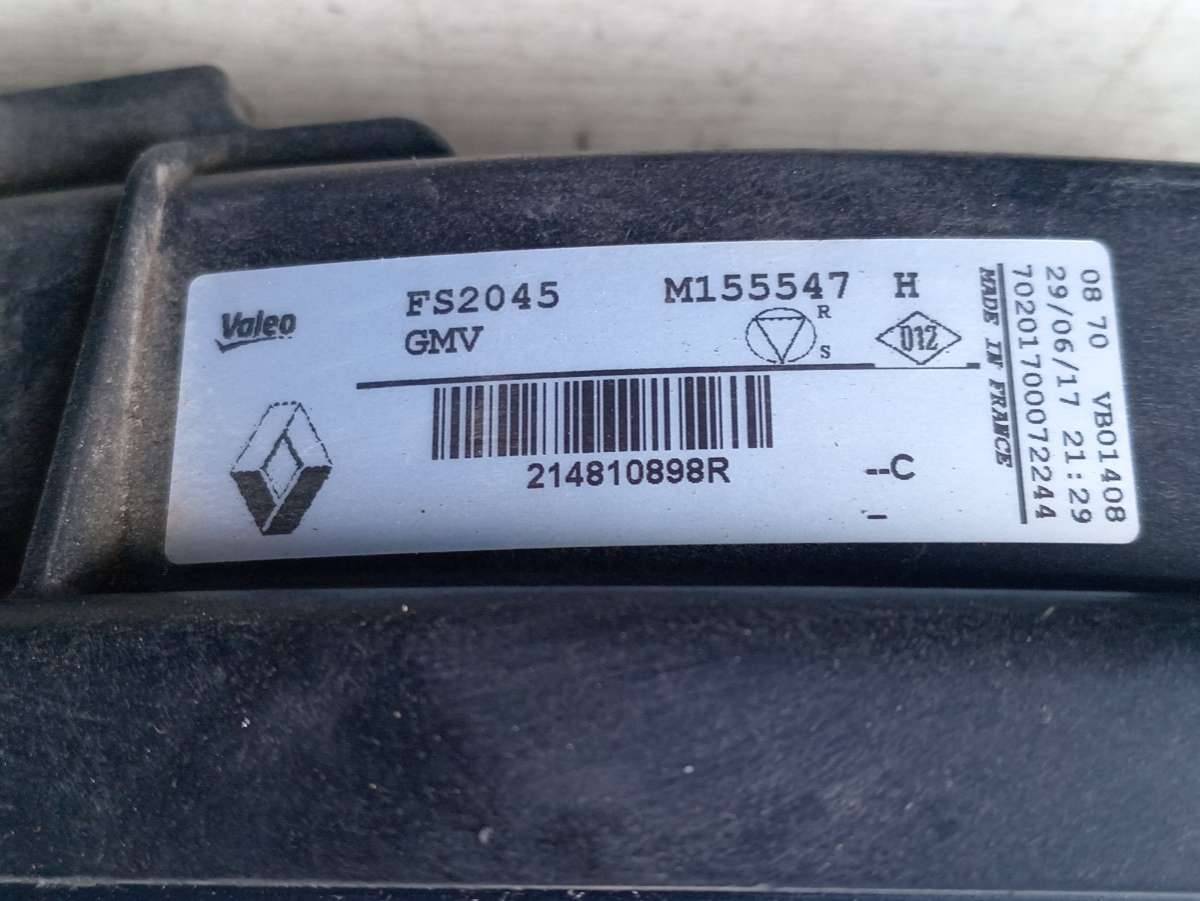 Valeo
FS2045
M155547 H
GMV
R
S
D12
214810898R
--C
–
08 70 VB01408
29/06/17 21:29
70201700072244
MADE IN FRANCE